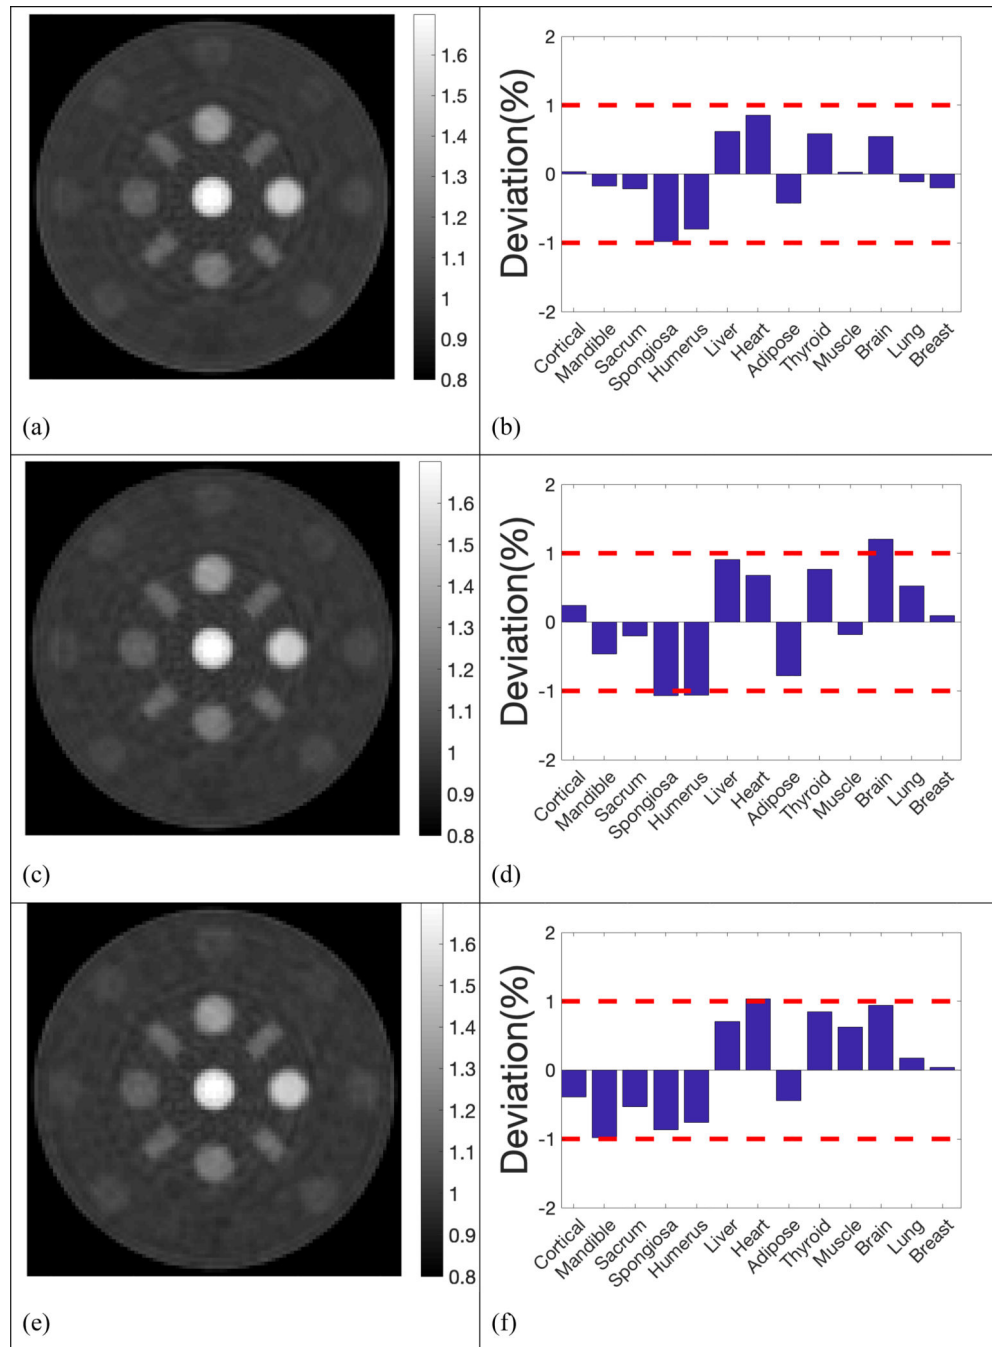 1.6
1.5
1.4
1.3
1.2
1.1
1
0.9
0.8
(a)
Deviation(%)
2
1
0
-1
-2
Cortical
Mandible
Sacrum
Spongiosa
Humerus
Liver
Heart
Adipose
Thyroid
Muscle
Brain
Lung
Breast
(b)
1.6
1.5
1.4
1.3
1.2
1.1
1
0.9
0.8
(c)
Deviation(%)
2
1
0
-1
-2
Cortical
Mandible
Sacrum
Spongiosa
Humerus
Liver
Heart
Adipose
Thyroid
Muscle
Brain
Lung
Breast
(d)
1.6
1.5
1.4
1.3
1.2
1.1
1
0.9
0.8
(e)
Deviation(%)
2
1
0
-1
-2
Cortical
Mandible
Sacrum
Spongiosa
Humerus
Liver
Heart
Adipose
Thyroid
Muscle
Brain
Lung
Breast
(f)